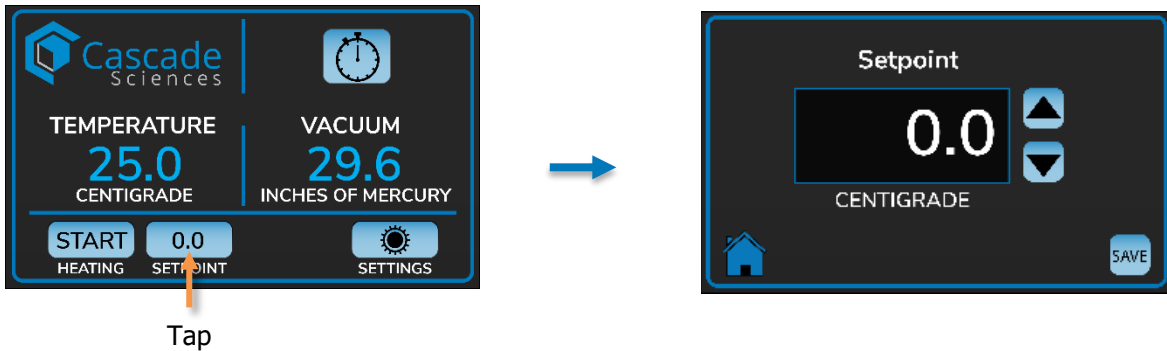 Cascade
Sciences
TEMPERATURE
25.0
CENTIGRADE
VACUUM
29.6
INCHES OF MERCURY
START
HEATING
0.0
SETPOINT
SETTINGS
Tap
Setpoint
0.0
CENTIGRADE
SAVE